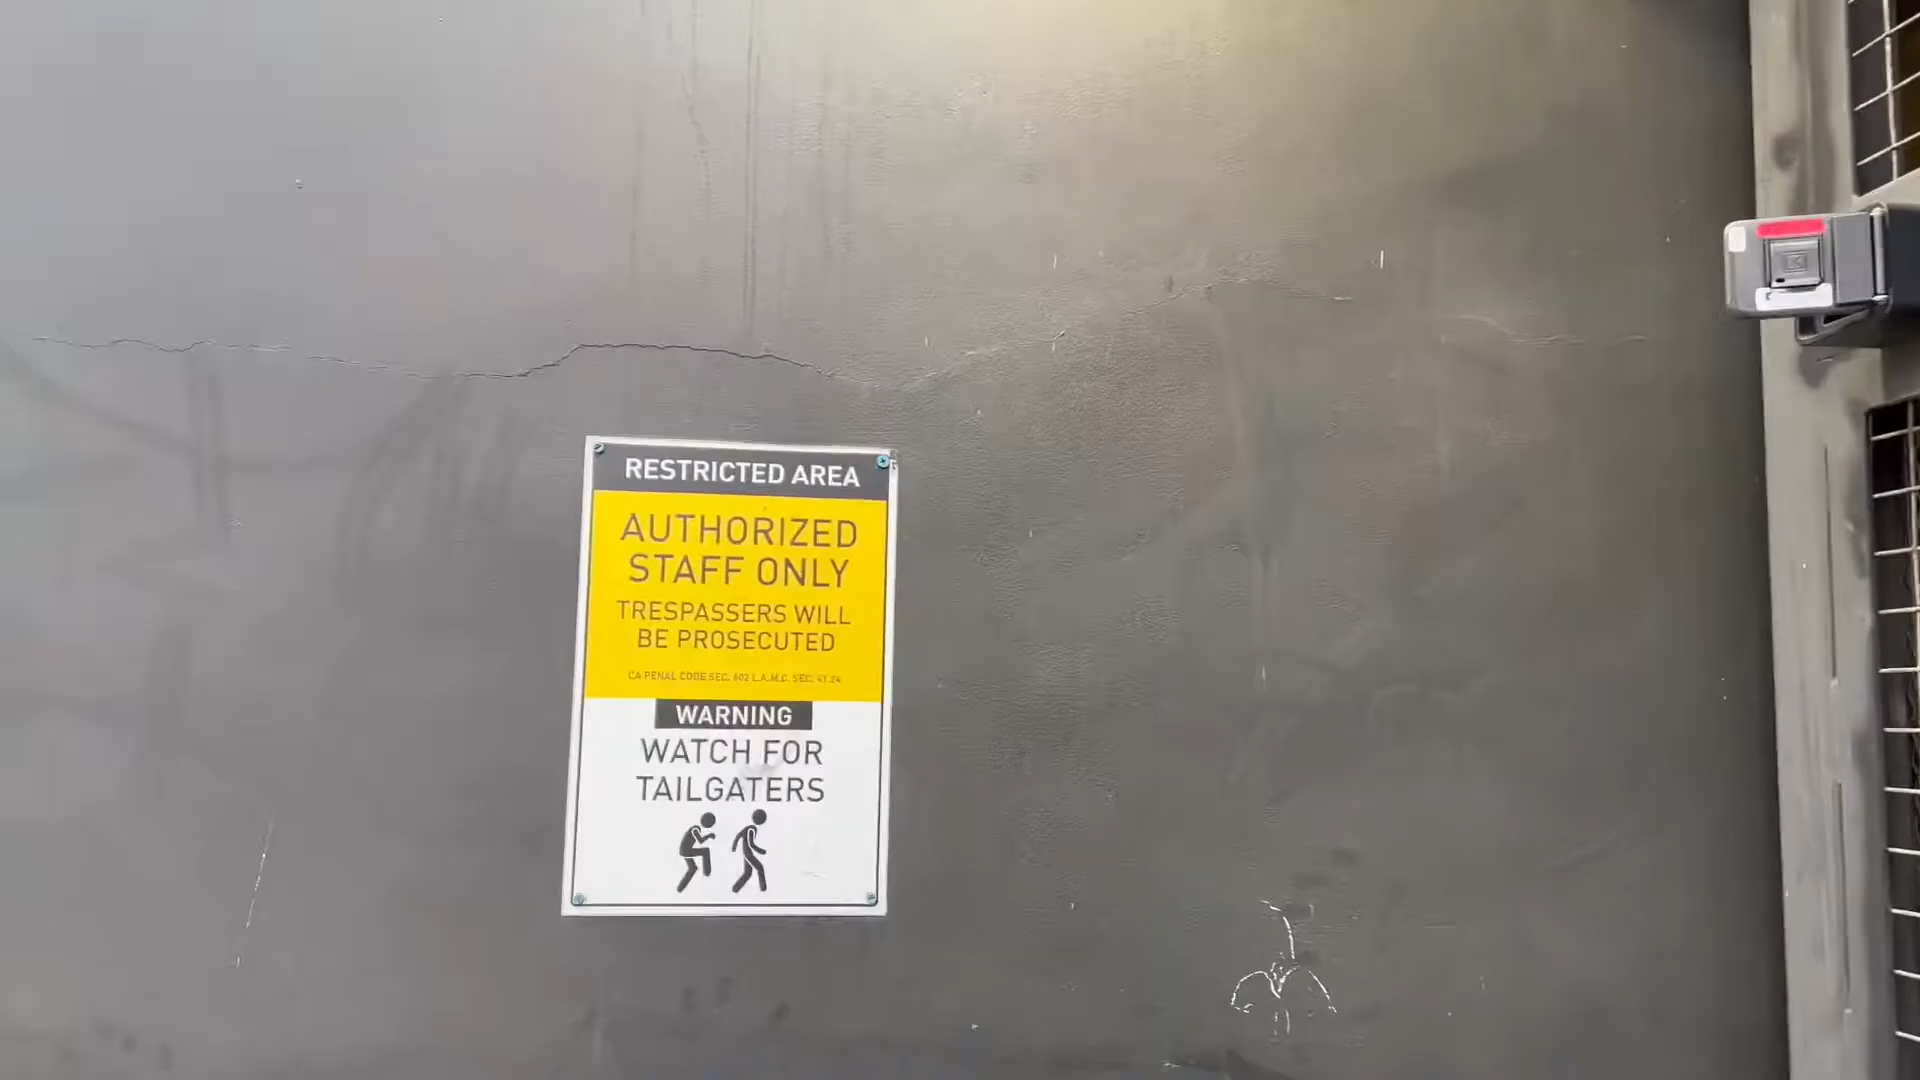 RESTRICTED AREA
AUTHORIZED
STAFF ONLY
TRESPASSERS WILL
BE PROSECUTED
CA PENAL CODE SEC. 602 L.A.M.C. SEC. 41.24
WARNING
WATCH FOR
TAILGATERS